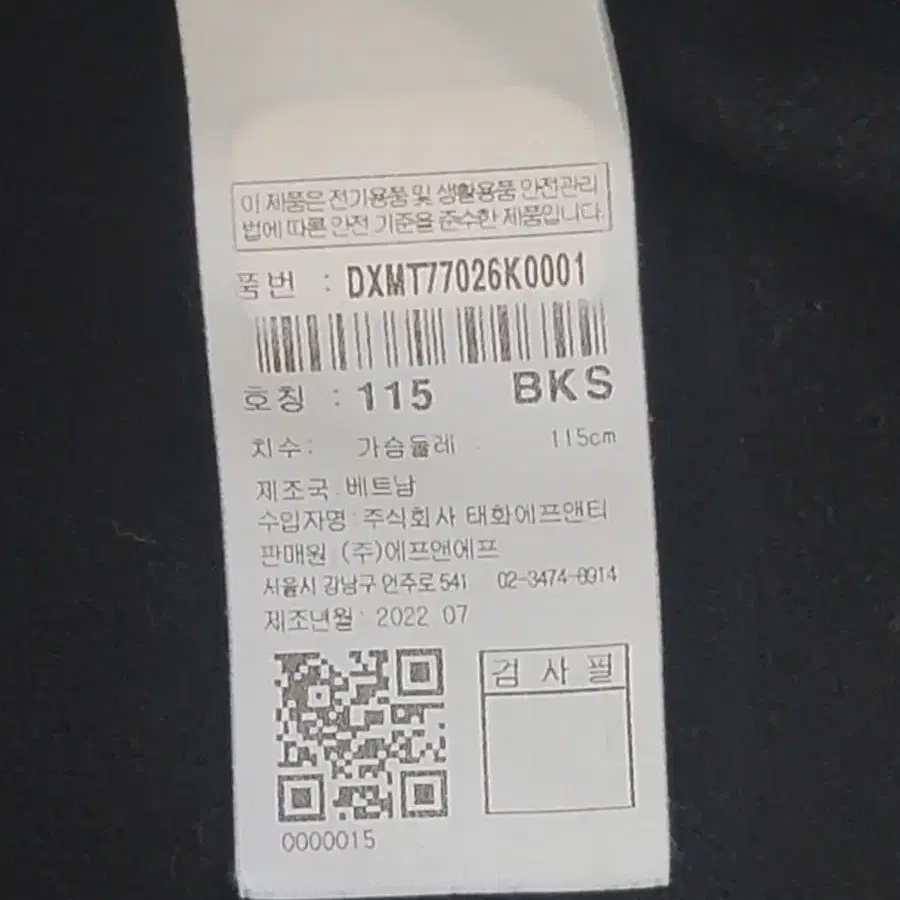 이 제품은 전기용품 및 생활용품 안전관리
법에 따른 안전 기준을 준수한 제품입니다.
품번 : DXMT77026K0001
호칭 : 115 BKS
치수: 가슴둘레 : 115cm
제조국 베트남
수입자명 주식회사 태화에프앤티
판매원 (주)에프앤에프
서울시 강남구 언주로 541 02-3474-8914
제조년월: 2022 07
검 사 필
0000015